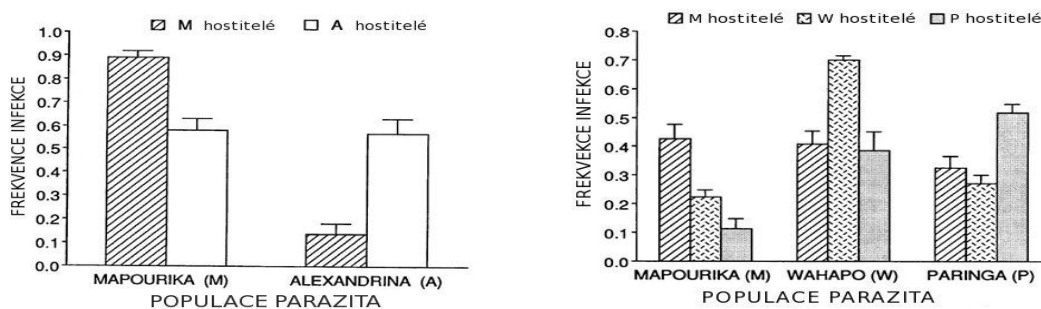 M hostitelé A hostitelé
FREKVENCE INFEKCE
1.0
0.9
0.8
0.7
0.6
0.5
0.4
0.3
0.2
0.1
0.0
MAPOURIKA (M) ALEXANDRINA (A)
POPULACE PARAZITA
M hostitelé W hostitelé P hostitelé
FREKVEKCE INFEKCE
0.8
0.7
0.6
0.5
0.4
0.3
0.2
0.1
0.0
MAPOURIKA (M) WAHAPO (W) PARINGA (P)
POPULACE PARAZITA